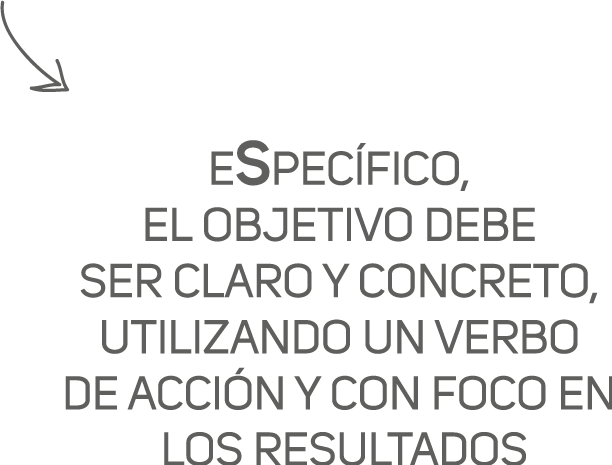 ESPECÍFICO,
EL OBJETIVO DEBE
SER CLARO Y CONCRETO,
UTILIZANDO UN VERBO
DE ACCIÓN Y CON FOCO EN
LOS RESULTADOS